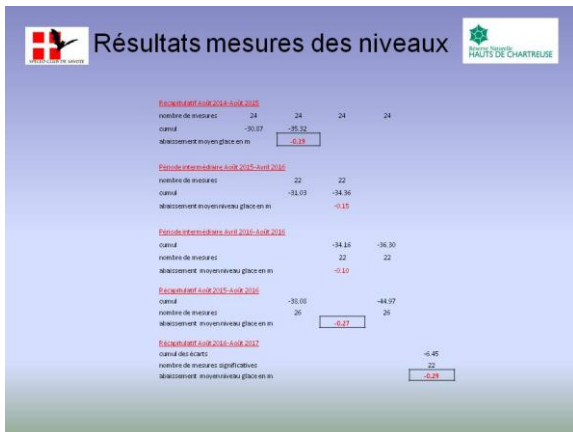 Résultats mesures des niveaux
SPELEO CLUB DE SAVOIE
Réserve Naturelle
HAUTS DE CHARTREUSE
Récapitulatif Août 2014-Août 2015
nombre de mesures 24 24 24 24
cumul -30.87 -35.32
abaissement moyen glace en m -0.19
Période intermédiaire Août 2015-Avril 2016
nombre de mesures 22 22
cumul -31.03 -34.36
abaissement moyen niveau glace en m -0.15
Période intermédiaire Avril 2016-Août 2016
cumul -34.16 -36.30
nombre de mesures 22 22
abaissement moyen niveau glace en m -0.10
Récapitulatif Août 2015-Août 2016
cumul -44.97
nombre de mesures 26 26
abaissement moyen niveau glace en m -0.27
Récapitulatif Août 2016-Août 2017
cumul des écarts -6.45
nombre de mesures significatives 22
abaissement moyen niveau glace en m -0.29